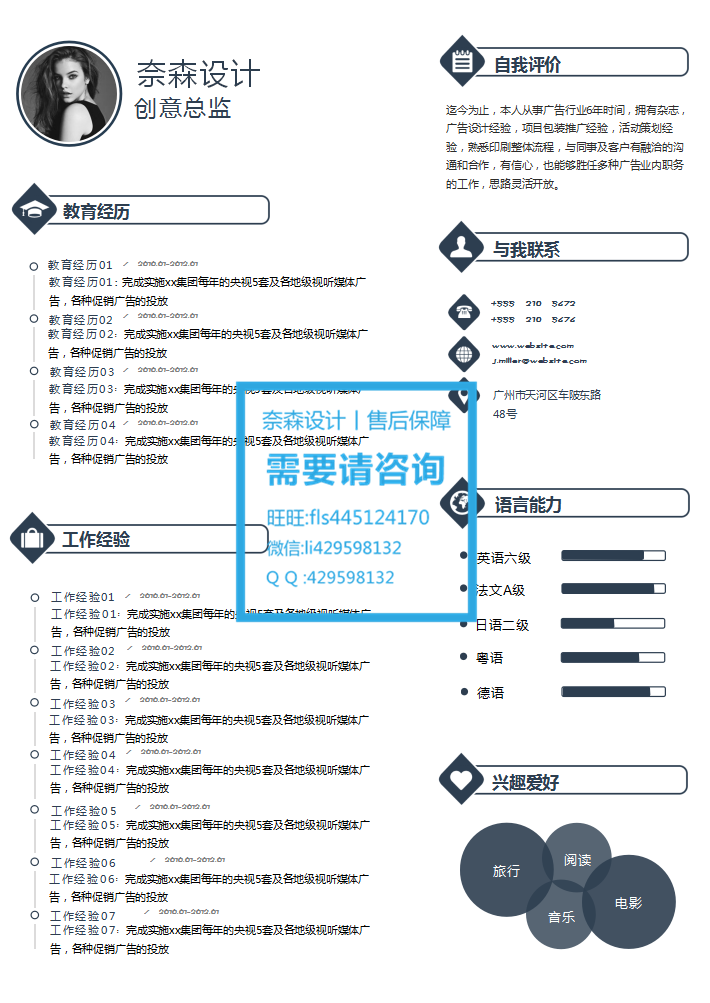 奈森设计
创意总监
教育经历
教育经历01 / 2010.01-2012.01
教育经历01：完成实施xx集团每年的央视5套及各地级视听媒体广
告，各种促销广告的投放
教育经历02 / 2010.01-2012.01
教育经历02：完成实施xx集团每年的央视5套及各地级视听媒体广
告，各种促销广告的投放
教育经历03 / 2010.01-2012.01
教育经历03：完成实施xx集团每年的央视5套及各地级视听媒体广
告，各种促销广告的投放
教育经历04 / 2010.01-2012.01
教育经历04：完成实施xx集团每年的央视5套及各地级视听媒体广
告，各种促销广告的投放
工作经验
工作经验01 / 2010.01-2012.01
工作经验01：完成实施xx集团每年的央视5套及各地级视听媒体广
告，各种促销广告的投放
工作经验02 / 2010.01-2012.01
工作经验02：完成实施xx集团每年的央视5套及各地级视听媒体广
告，各种促销广告的投放
工作经验03 / 2010.01-2012.01
工作经验03：完成实施xx集团每年的央视5套及各地级视听媒体广
告，各种促销广告的投放
工作经验04 / 2010.01-2012.01
工作经验04：完成实施xx集团每年的央视5套及各地级视听媒体广
告，各种促销广告的投放
工作经验05 / 2010.01-2012.01
工作经验05：完成实施xx集团每年的央视5套及各地级视听媒体广
告，各种促销广告的投放
工作经验06 / 2010.01-2012.01
工作经验06：完成实施xx集团每年的央视5套及各地级视听媒体广
告，各种促销广告的投放
工作经验07 / 2010.01-2012.01
工作经验07：完成实施xx集团每年的央视5套及各地级视听媒体广
告，各种促销广告的投放
奈森设计丨售后保障
需要请咨询
旺旺:fls445124170
微信:li429598132
Q Q :429598132
自我评价
迄今为止，本人从事广告行业6年时间，拥有杂志，
广告设计经验，项目包装推广经验，活动策划经
验，熟悉印刷整体流程，与同事及客户有融洽的沟
通和合作，有信心，也能够胜任多种广告业内职务
的工作，思路灵活开放。
与我联系
+555 210 5672
+555 210 5676
www.website.com
J.miller@website.com
广州市天河区车陂东路
48号
语言能力
英语六级
法文A级
日语二级
粤语
德语
兴趣爱好
旅行
阅读
音乐
电影